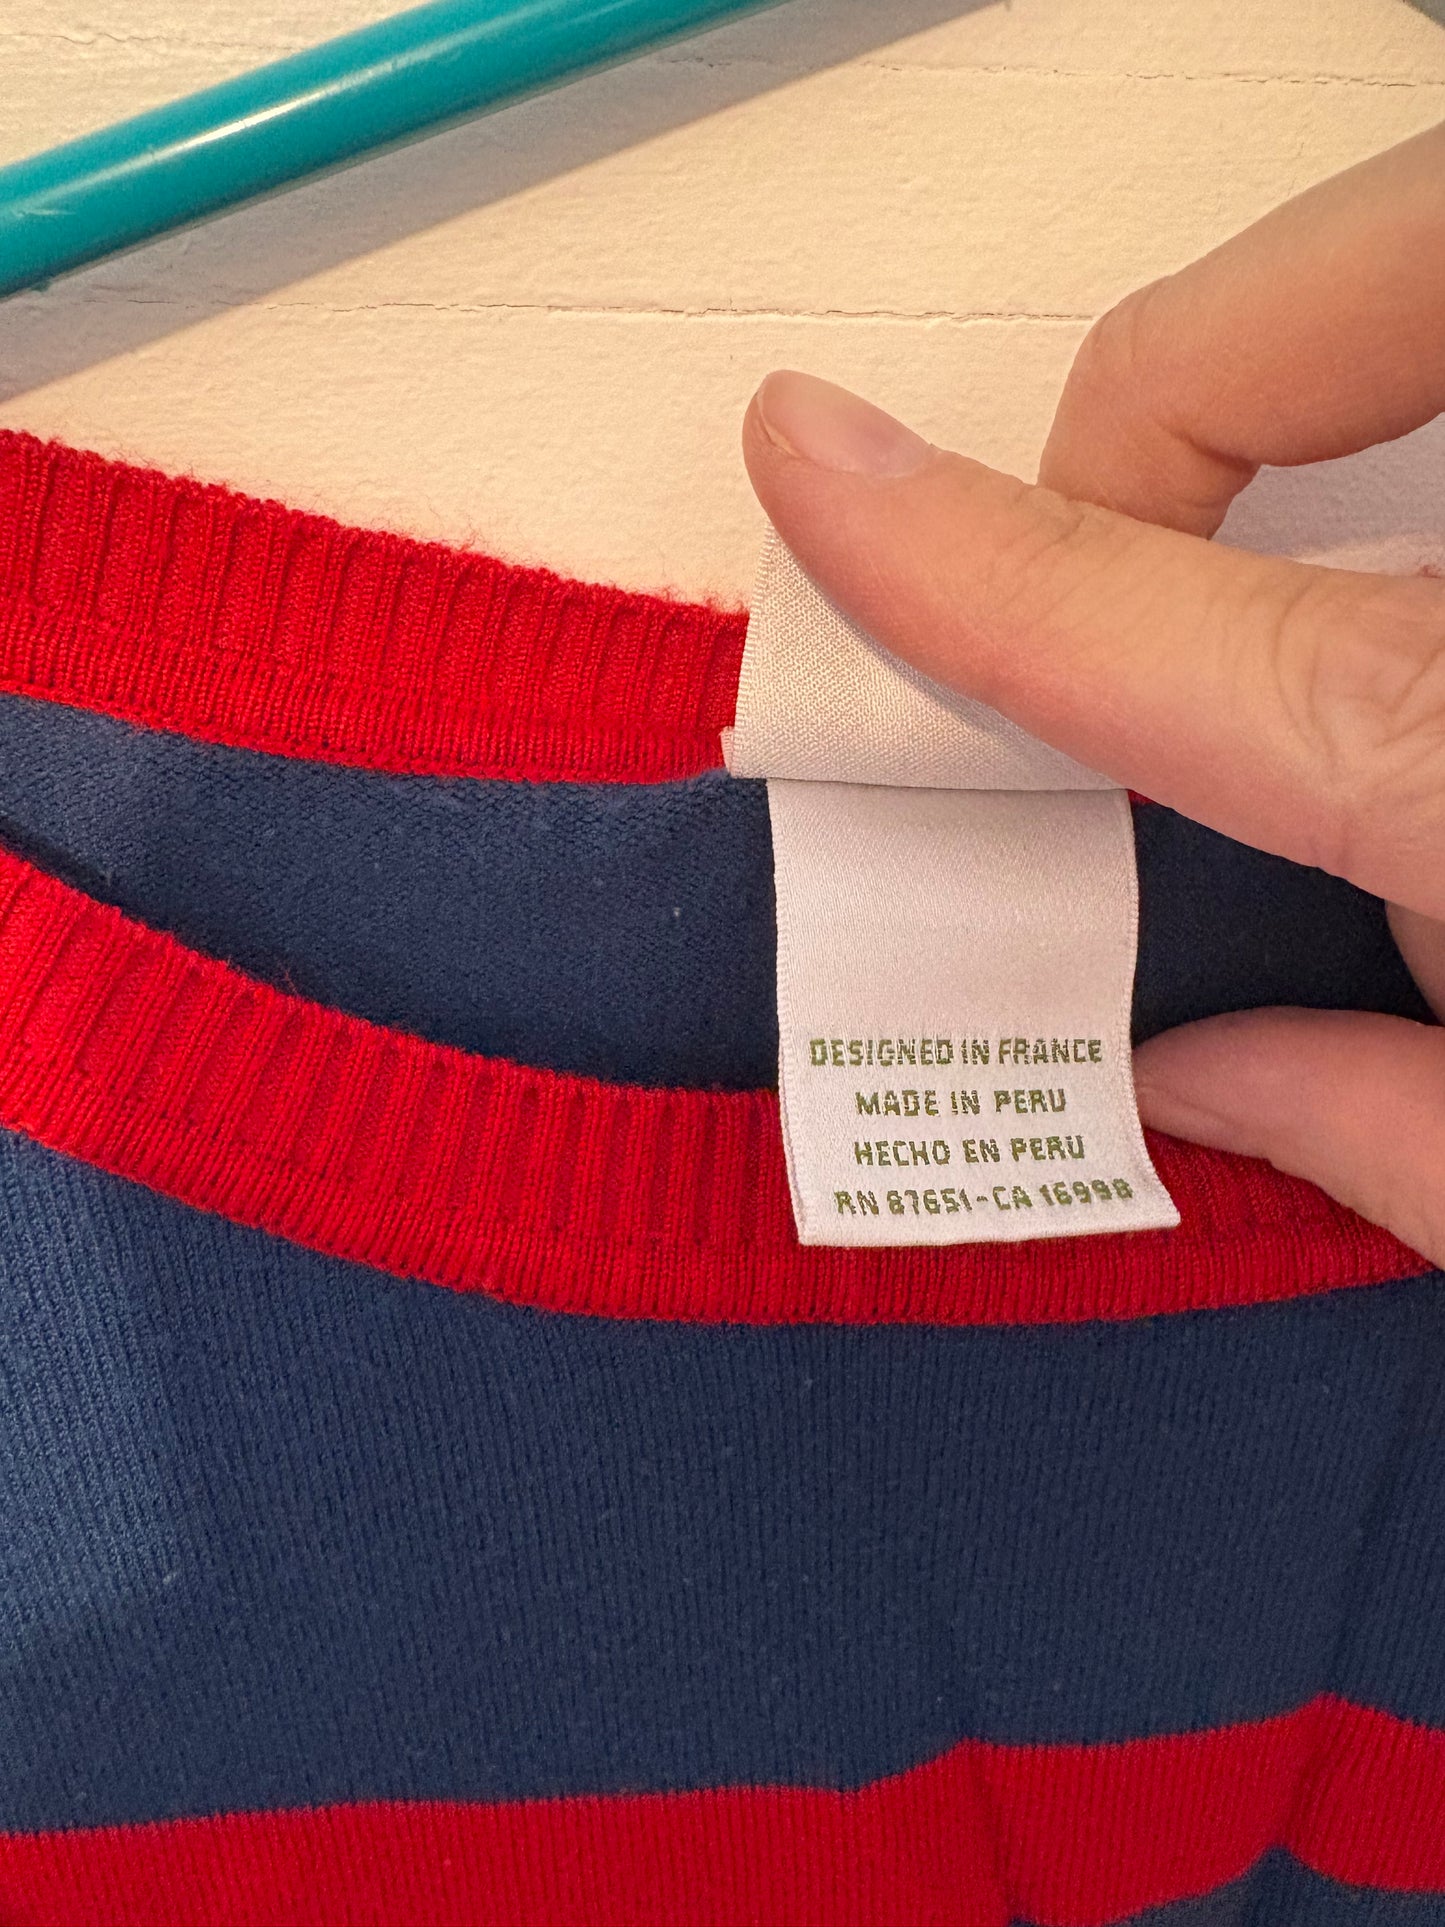 DESIGNED IN FRANCE
MADE IN PERU
HECHO EN PERU
RN 87651-CA 16998